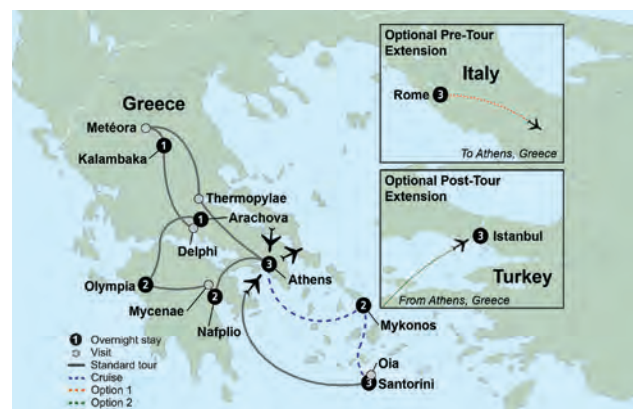 Optional Pre-Tour
Extension
Italy
Rome 3
To Athens, Greece
Greece
Metéora
1
Kalambaka
Thermopylae
1
Arachova
Delphi
3
Athens
Olympia 2
Mycenae
2
Nafplio
2
Mykonos
Oia
3
Santorini
Optional Post-Tour
Extension
3 Istanbul
Turkey
From Athens, Greece
1 Overnight stay
Visit
Standard tour
Cruise
Option 1
Option 2